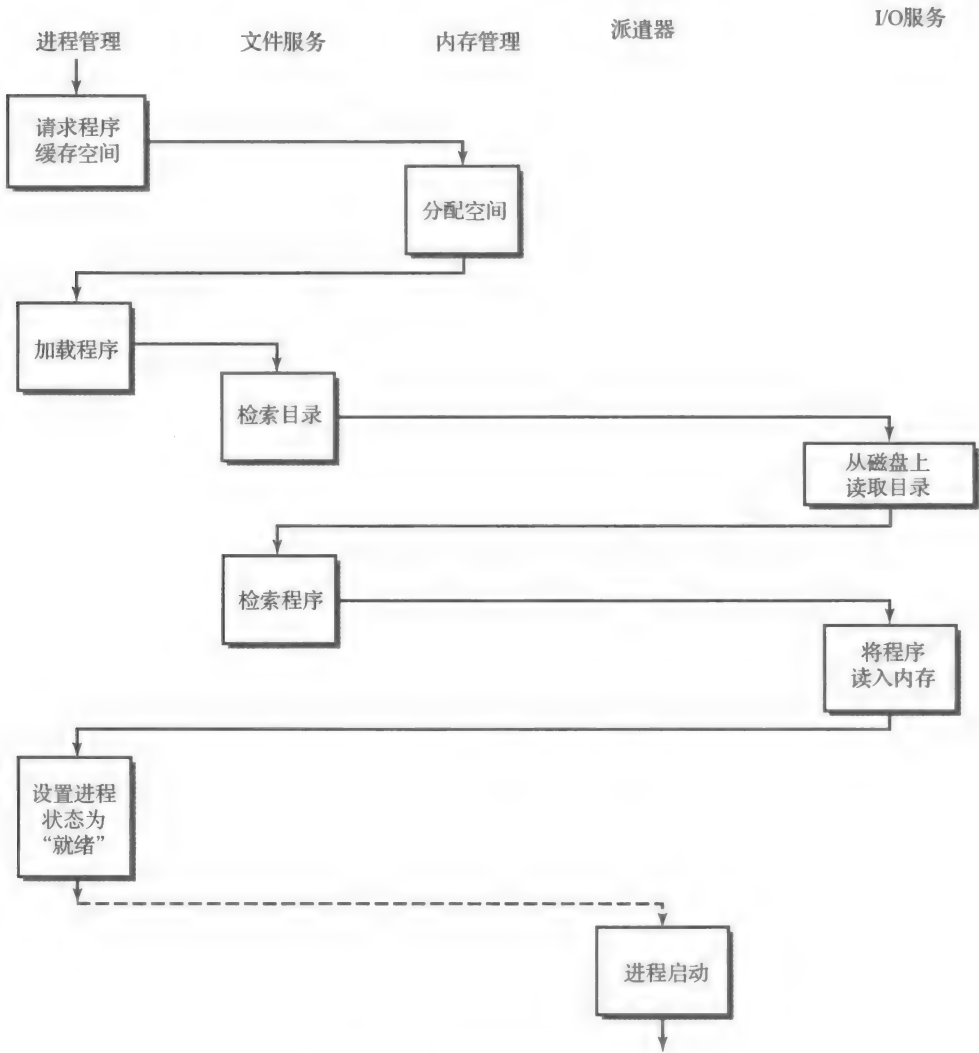 I/O服务
进程管理
文件服务
内存管理
派遣器
请求程序
缓存空间
分配空间
加载程序
检索目录
从磁盘上
读取目录
检索程序
将程序
读入内存
设置进程
状态为
“就绪”
进程启动